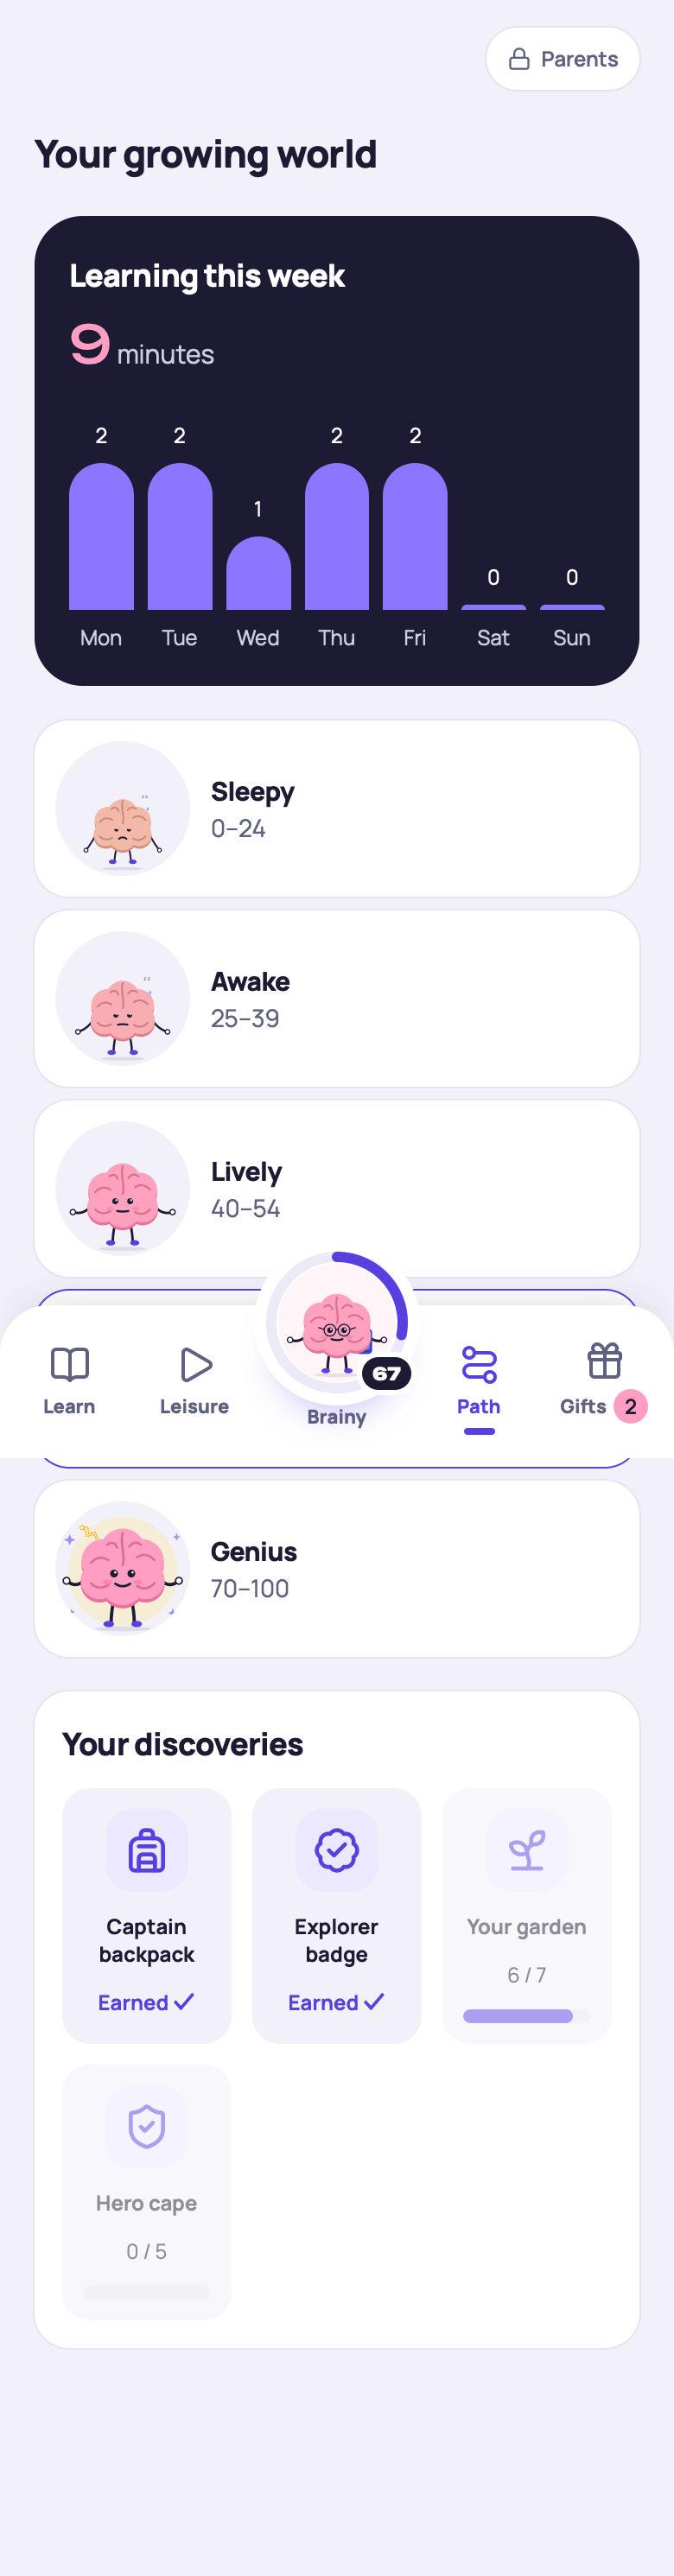 Parents
Your growing world
Learning this week
9 minutes
2 2 1 2 2 0 0
Mon Tue Wed Thu Fri Sat Sun
Sleepy
0–24
Awake
25–39
Lively
40–54
67
Learn Leisure Brainy Path Gifts 2
Genius
70–100
Your discoveries
Captain
backpack
Earned
Explorer
badge
Earned
Your garden
6 / 7
Hero cape
0 / 5